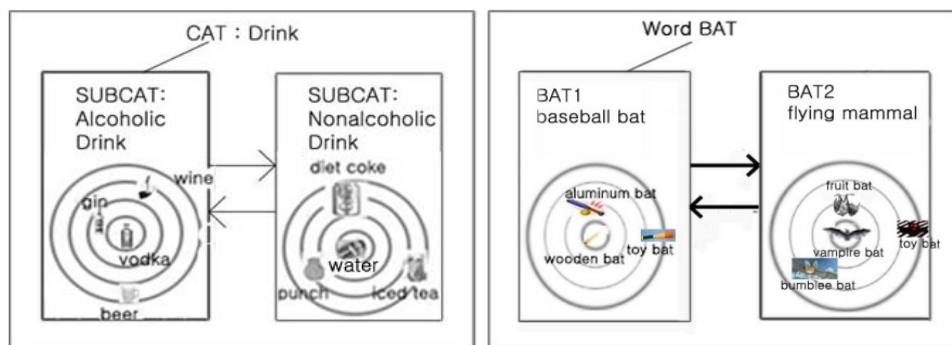 CAT : Drink
SUBCAT:
Alcoholic
Drink
wine
gin
vodka
beer
SUBCAT:
Nonalcoholic
Drink
diet coke
water
punch
iced tea
Word BAT
BAT1
baseball bat
aluminum bat
toy bat
wooden bat
BAT2
flying mammal
fruit bat
toy bat
vampire bat
bumblee bat